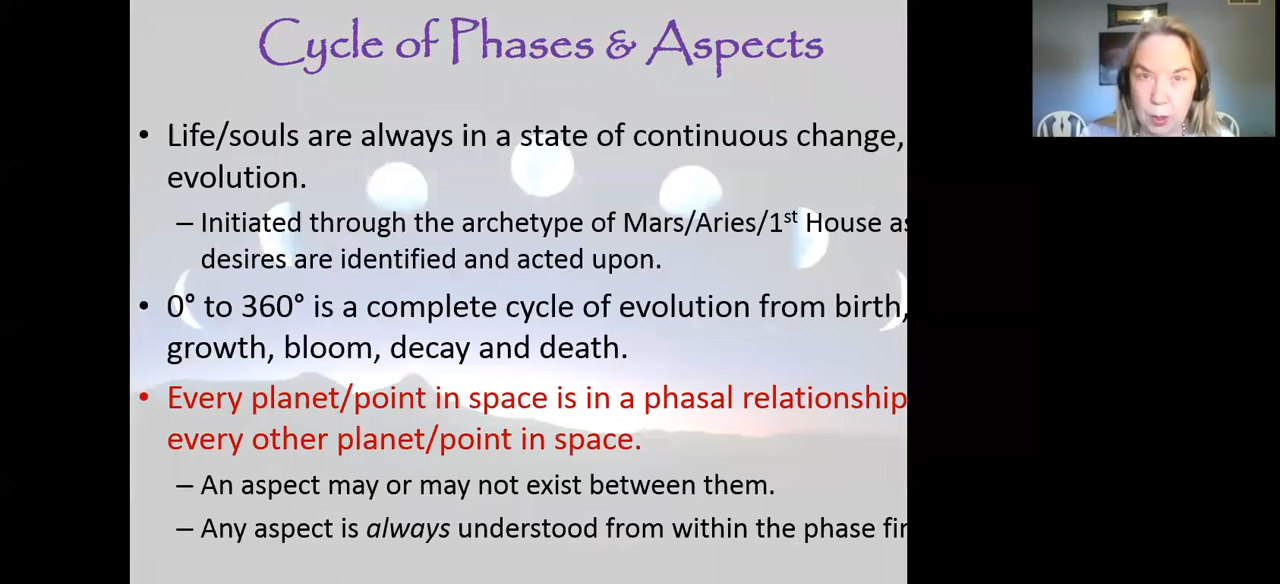 Cycle of Phases & Aspects
• Life/souls are always in a state of continuous change,
evolution.
– Initiated through the archetype of Mars/Aries/1st House as
desires are identified and acted upon.
• 0° to 360° is a complete cycle of evolution from birth,
growth, bloom, decay and death.
• Every planet/point in space is in a phasal relationship
every other planet/point in space.
– An aspect may or may not exist between them.
– Any aspect is always understood from within the phase